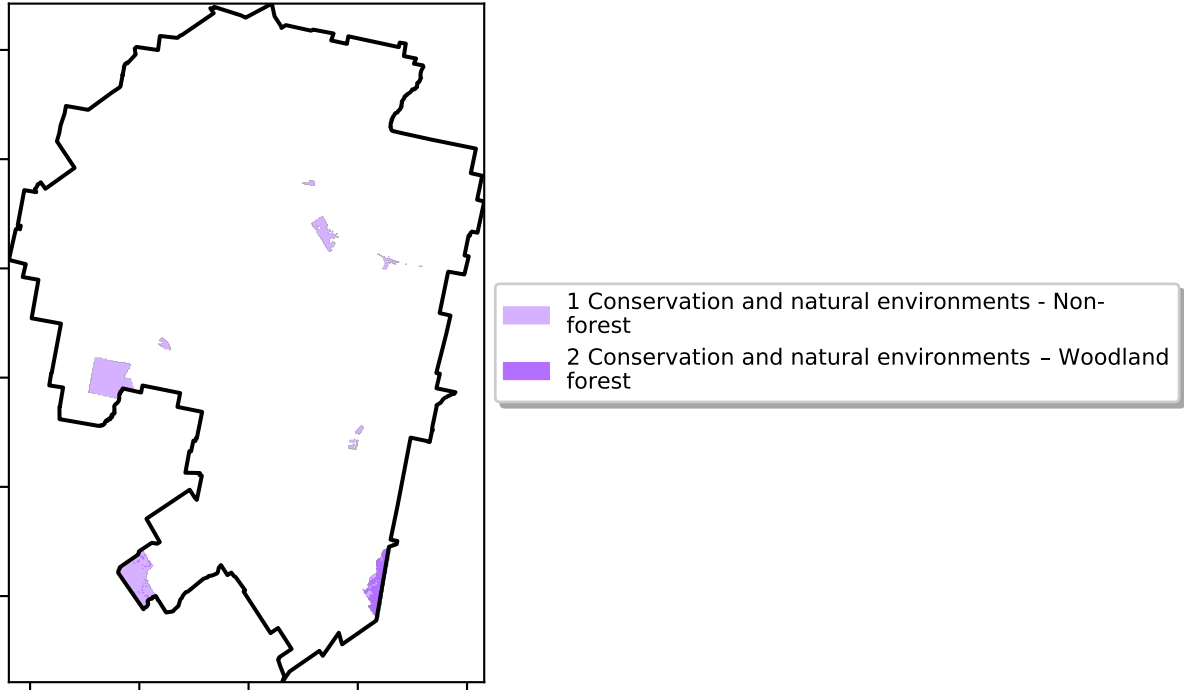 1 Conservation and natural environments - Non-
forest
2 Conservation and natural environments – Woodland
forest